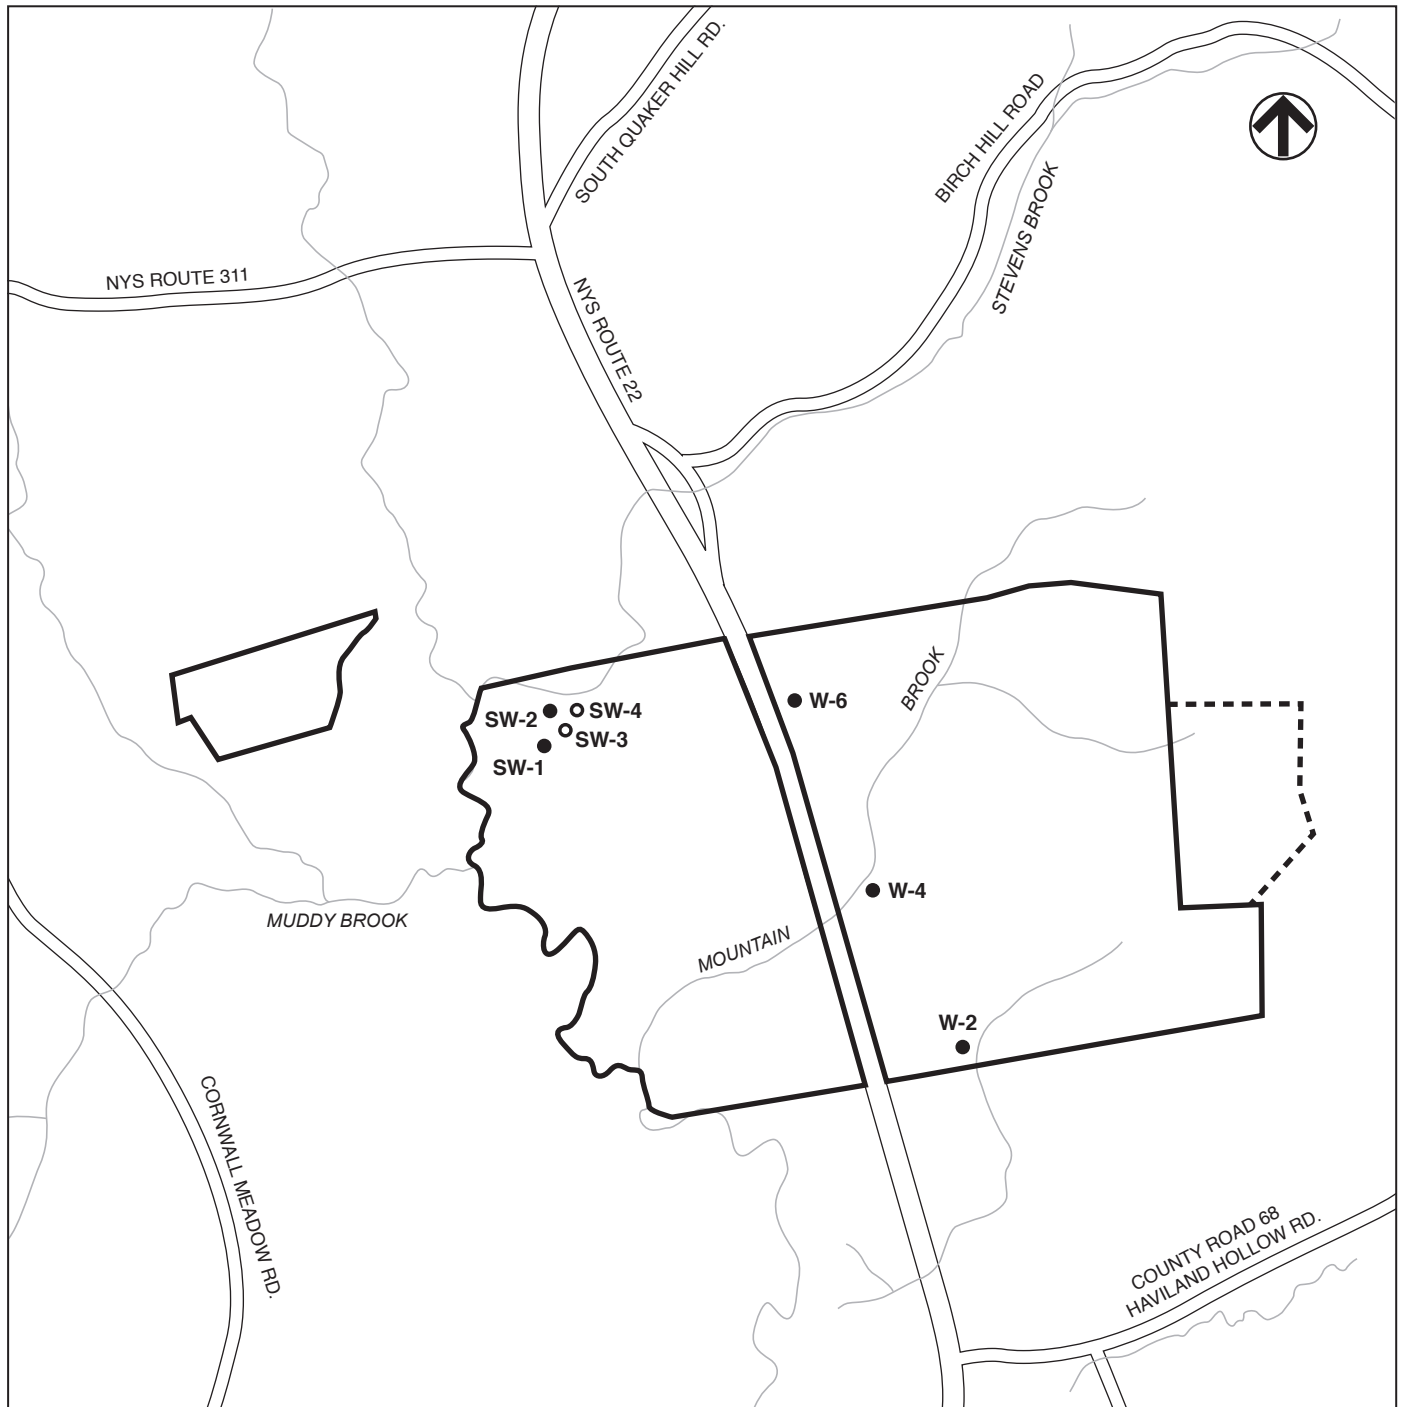 SOUTH QUAKER HILL RD.
BIRCH HILL ROAD
STEVENS BROOK
NYS ROUTE 311
NYS ROUTE 22
BROOK
W-6
SW-2
SW-4
SW-3
SW-1
W-4
MUDDY BROOK
MOUNTAIN
W-2
CORNWALL MEADOW RD.
COUNTY ROAD 68
HAVILAND HOLLOW RD.